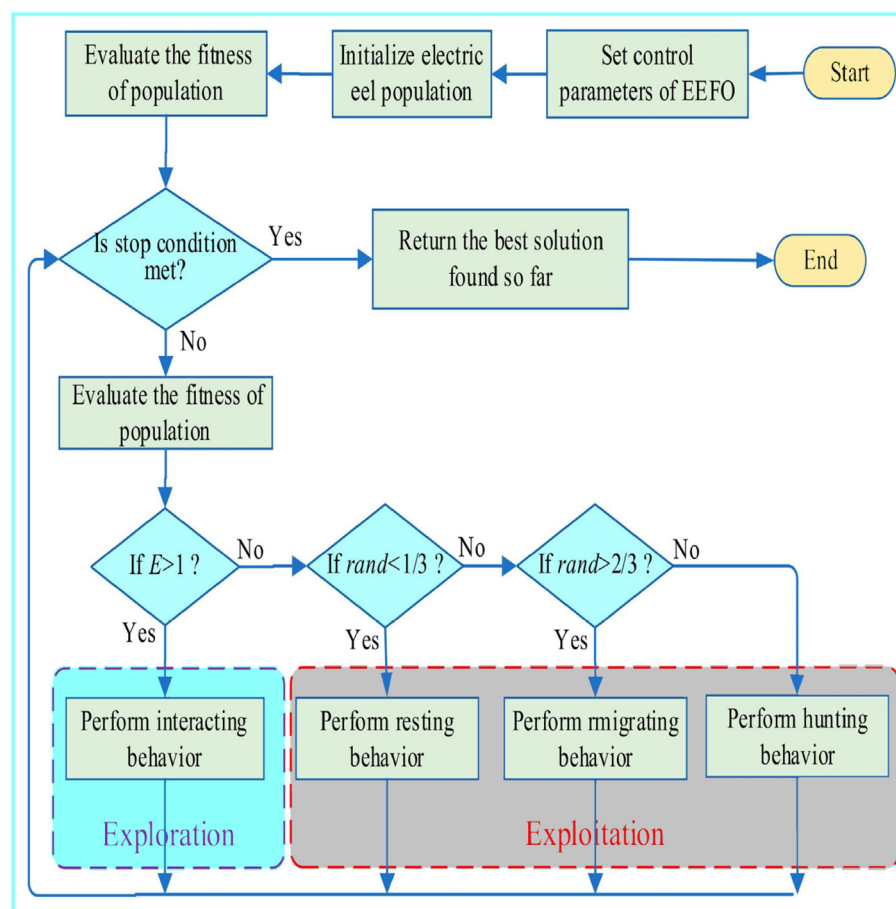 Start
Set control
parameters of EEFO
Initialize electric
eel population
Evaluate the fitness
of population
Is stop condition
met?
Yes
Return the best solution
found so far
End
No
Evaluate the fitness of
population
If E>1 ?
No
If rand<1/3 ?
No
If rand>2/3 ?
No
Yes
Yes
Yes
Perform interacting
behavior
Perform resting
behavior
Perform rmigrating
behavior
Perform hunting
behavior
Exploration
Exploitation